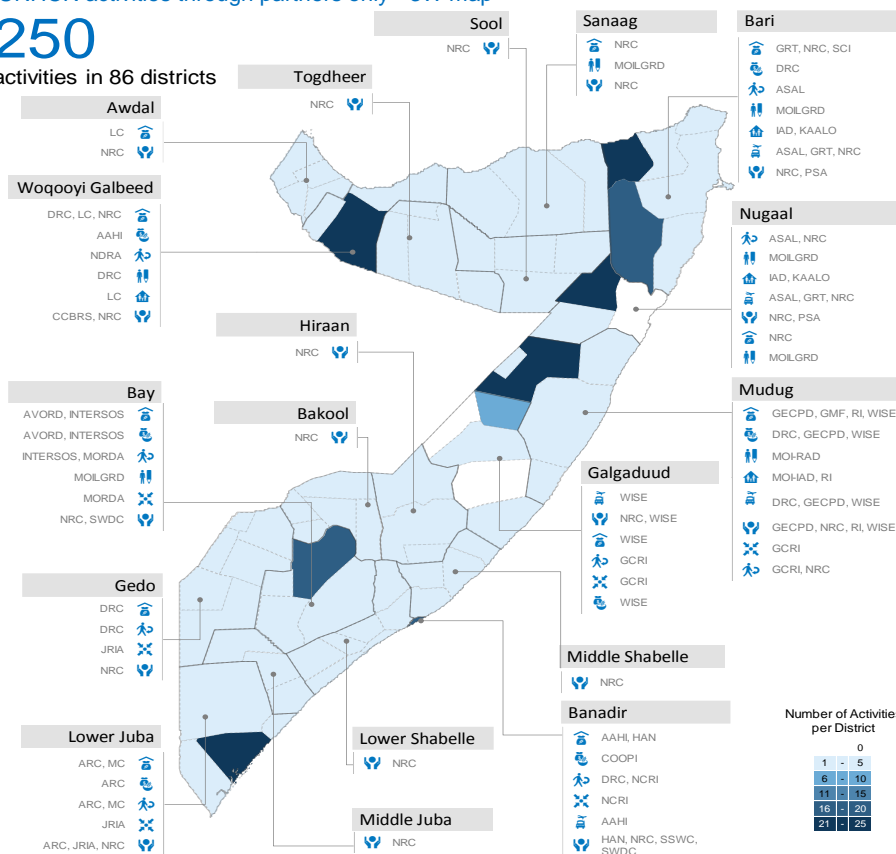 250
activities in 86 districts
Awdal
LC
NRC
Woqooyi Galbeed
DRC, LC, NRC
AAHI
NDRA
DRC
LC
CCBRS, NRC
Togdheer
NRC
Sool
NRC
Sanaag
NRC
MOILGRD
NRC
Bari
GRT, NRC, SCI
DRC
ASAL
MOILGRD
IAD, KAALO
ASAL, GRT, NRC
NRC, PSA
Nugaal
ASAL, NRC
MOILGRD
IAD, KAALO
ASAL, GRT, NRC
NRC, PSA
NRC
MOILGRD
Hiraan
NRC
Bakool
NRC
Bay
AVORD, INTERSOS
AVORD, INTERSOS
INTERSOS, MORDA
MOILGRD
MORDA
NRC, SWDC
Mudug
GECPD, GMF, RI, WISE
DRC, GECPD, WISE
MOI-RAD
MOI-IAD, RI
DRC, GECPD, WISE
GECPD, NRC, RI, WISE
GCRI
GCRI, NRC
Galgaduud
WISE
NRC, WISE
WISE
GCRI
GCRI
WISE
Gedo
DRC
DRC
JRIA
NRC
Middle Shabelle
NRC
Lower Juba
ARC, MC
ARC
ARC, MC
JRIA
ARC, JRIA, NRC
Lower Shabelle
NRC
Middle Juba
NRC
Banadir
AAHI, HAN
COOPI
DRC, NCRI
NCRI
AAHI
HAN, NRC, SSWC,
SWDC
Number of Activities
per District
0
1 - 5
6 - 10
11 - 15
16 - 20
21 - 25